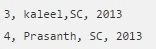 3, kaleel,SC, 2013
4, Prasanth, SC, 2013